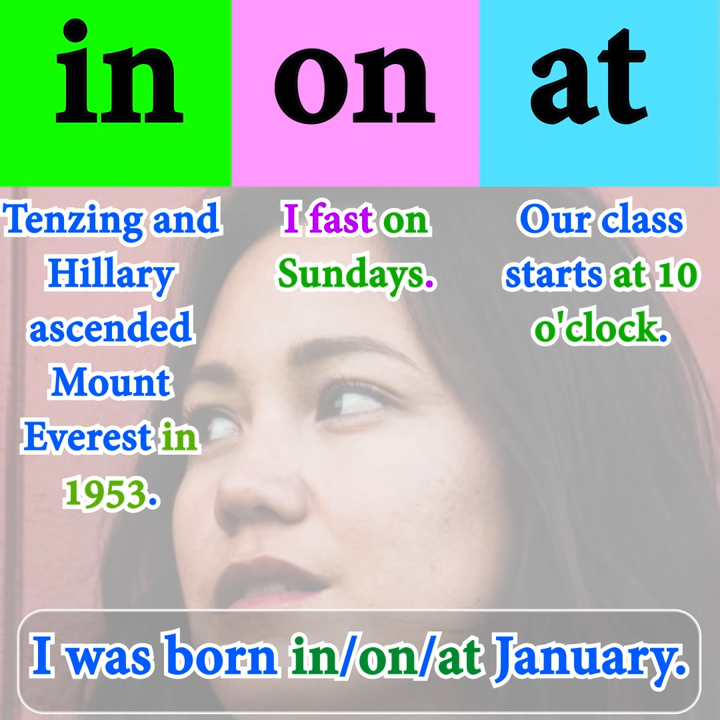 in
on
at
Tenzing and
Hillary
ascended
Mount
Everest in
1953.
I fast on
Sundays.
Our class
starts at 10
o'clock.
I was born in/on/at January.